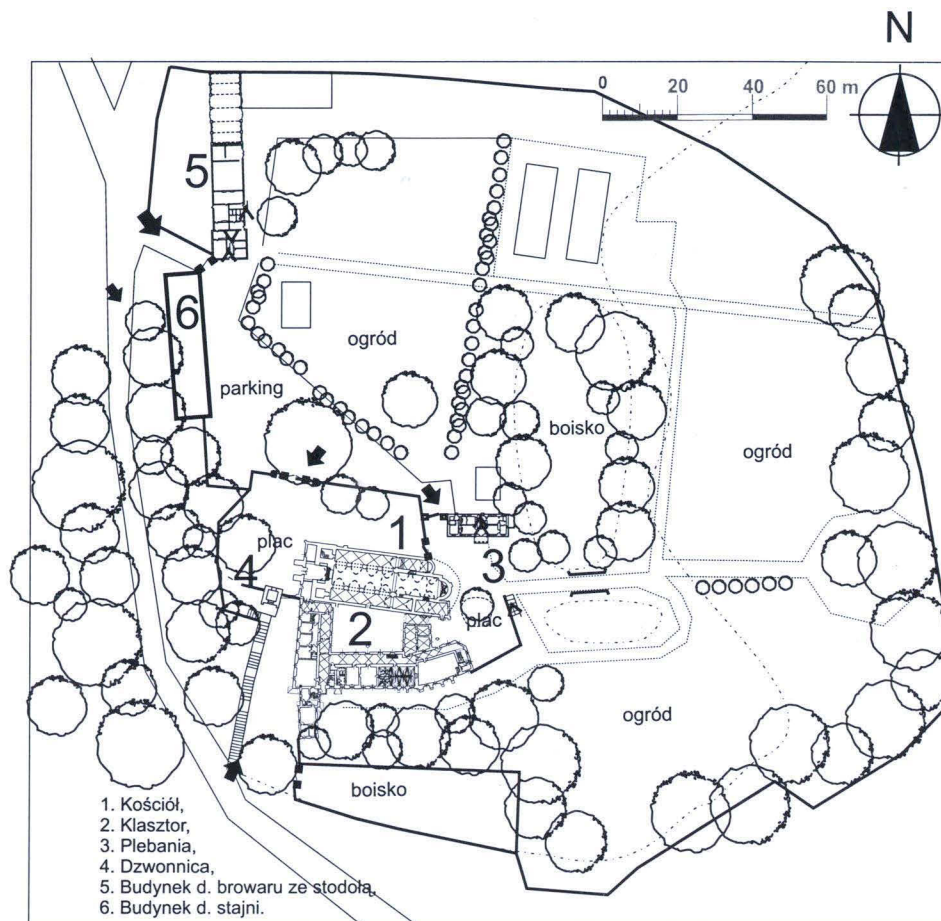 N
0 20 40 60 m
5
6
ogród
parking
boisko
ogród
1
plac
3
4
plac
2
ogród
boisko
1. Kościół,
2. Klasztor,
3. Plebania,
4. Dzwonnica,
5. Budynek d. browaru ze stodołą,
6. Budynek d. stajni.